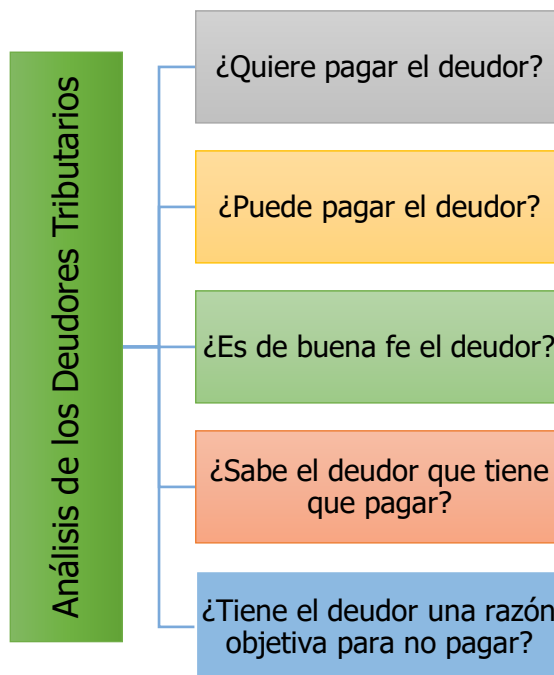 Análisis de los Deudores Tributarios
¿Quiere pagar el deudor?
¿Puede pagar el deudor?
¿Es de buena fe el deudor?
¿Sabe el deudor que tiene
que pagar?
¿Tiene el deudor una razón
objetiva para no pagar?